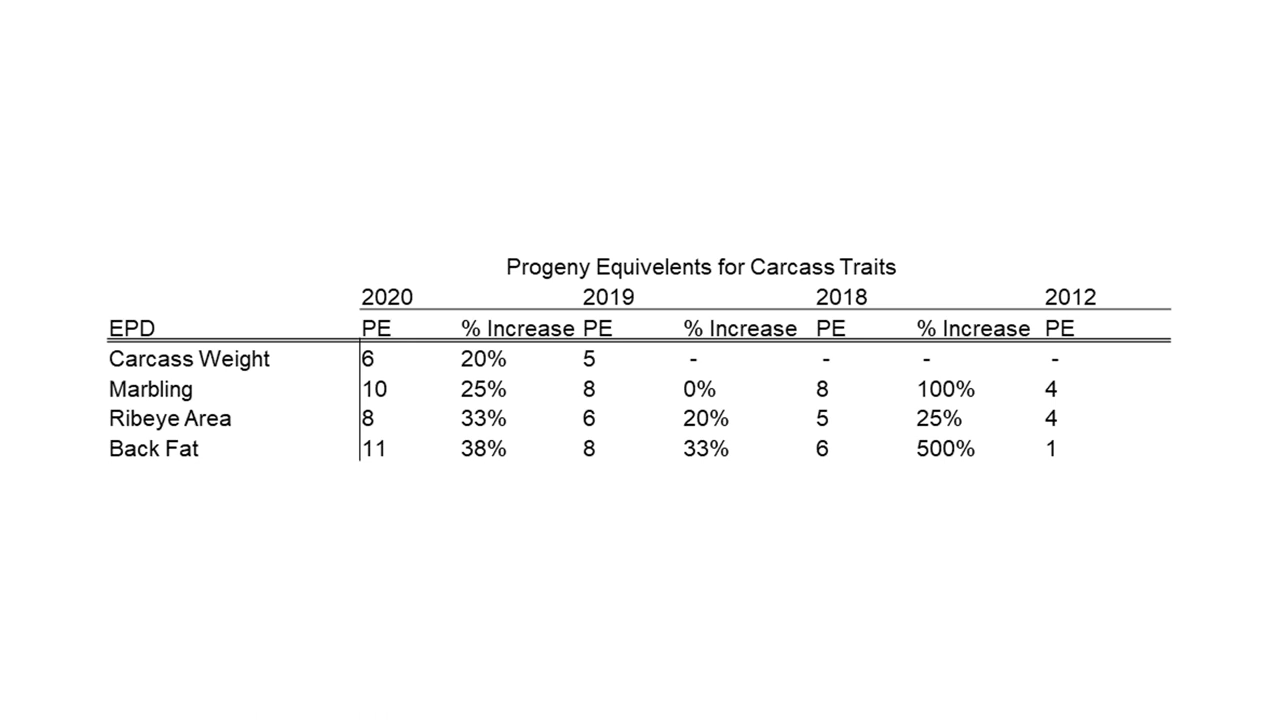 Progeny Equivelents for Carcass Traits
2020 2019 2018 2012
EPD PE % Increase PE % Increase PE % Increase PE
Carcass Weight 6 20% 5 - - - -
Marbling 10 25% 8 0% 8 100% 4
Ribeye Area 8 33% 6 20% 5 25% 4
Back Fat 11 38% 8 33% 6 500% 1